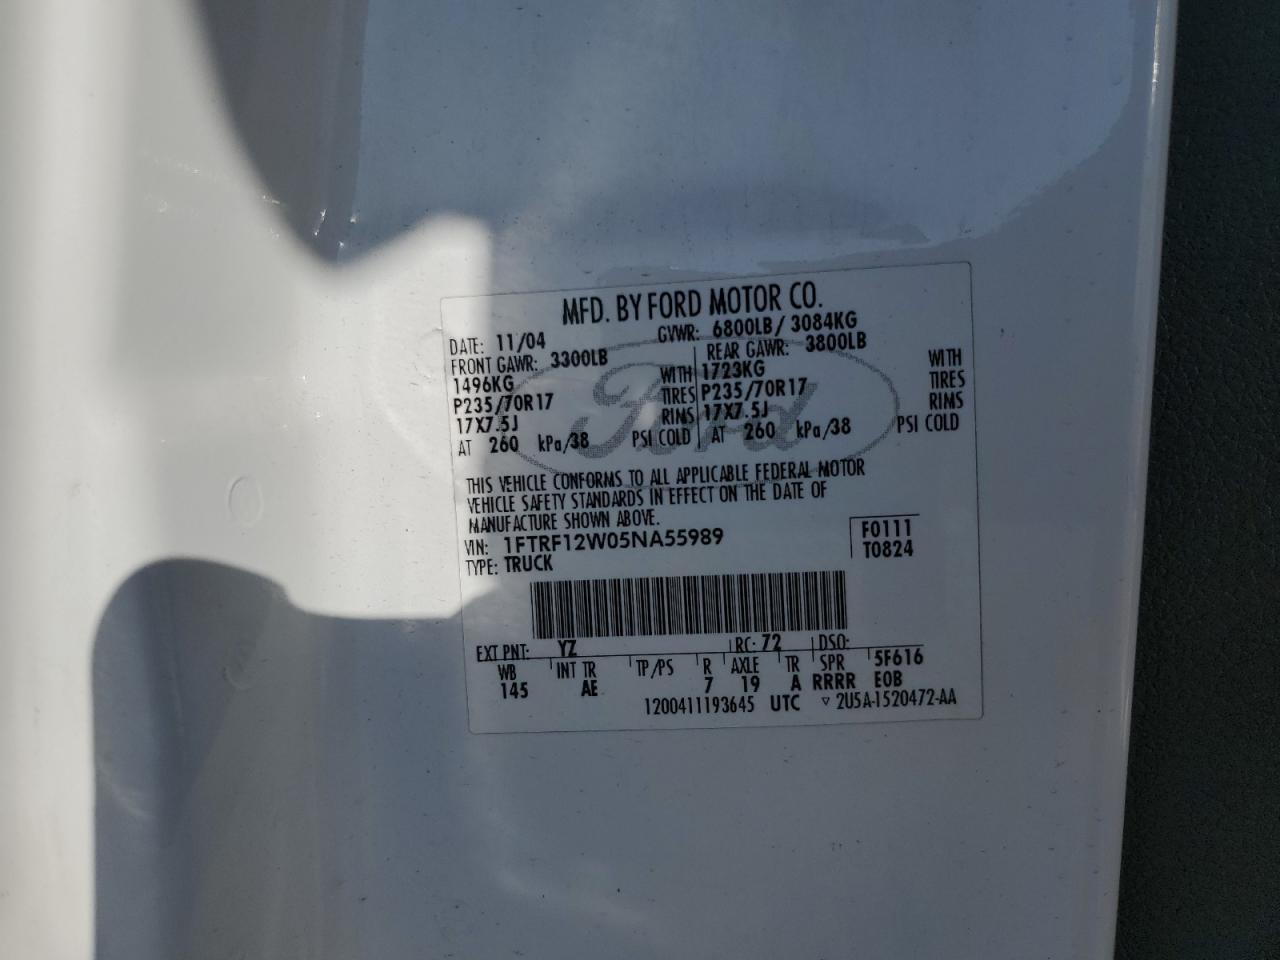 MFD. BY FORD MOTOR CO.
DATE: 11/04 GVWR: 6800LB/ 3084KG
FRONT GAWR: 3300LB REAR GAWR: 3800LB
1496KG WITH 1723KG WITH
P235/70R17 TIRES P235/70R17 TIRES
17X7.5J RIMS 17X7.5J RIMS
AT 260 kPa/38 PSI COLD AT 260 kPa/38 PSI COLD
Ford
THIS VEHICLE CONFORMS TO ALL APPLICABLE FEDERAL MOTOR
VEHICLE SAFETY STANDARDS IN EFFECT ON THE DATE OF
MANUFACTURE SHOWN ABOVE.
VIN: 1FTRF12W05NA55989 F0111
TYPE: TRUCK T0824
EXT PNT: YZ RC: 72 DSO:
WB INT TR TP/PS R AXLE TR SPR 5F616
145 AE 7 19 A RRRR EOB
1200411193645 UTC ▽ 2U5A-1520472-AA